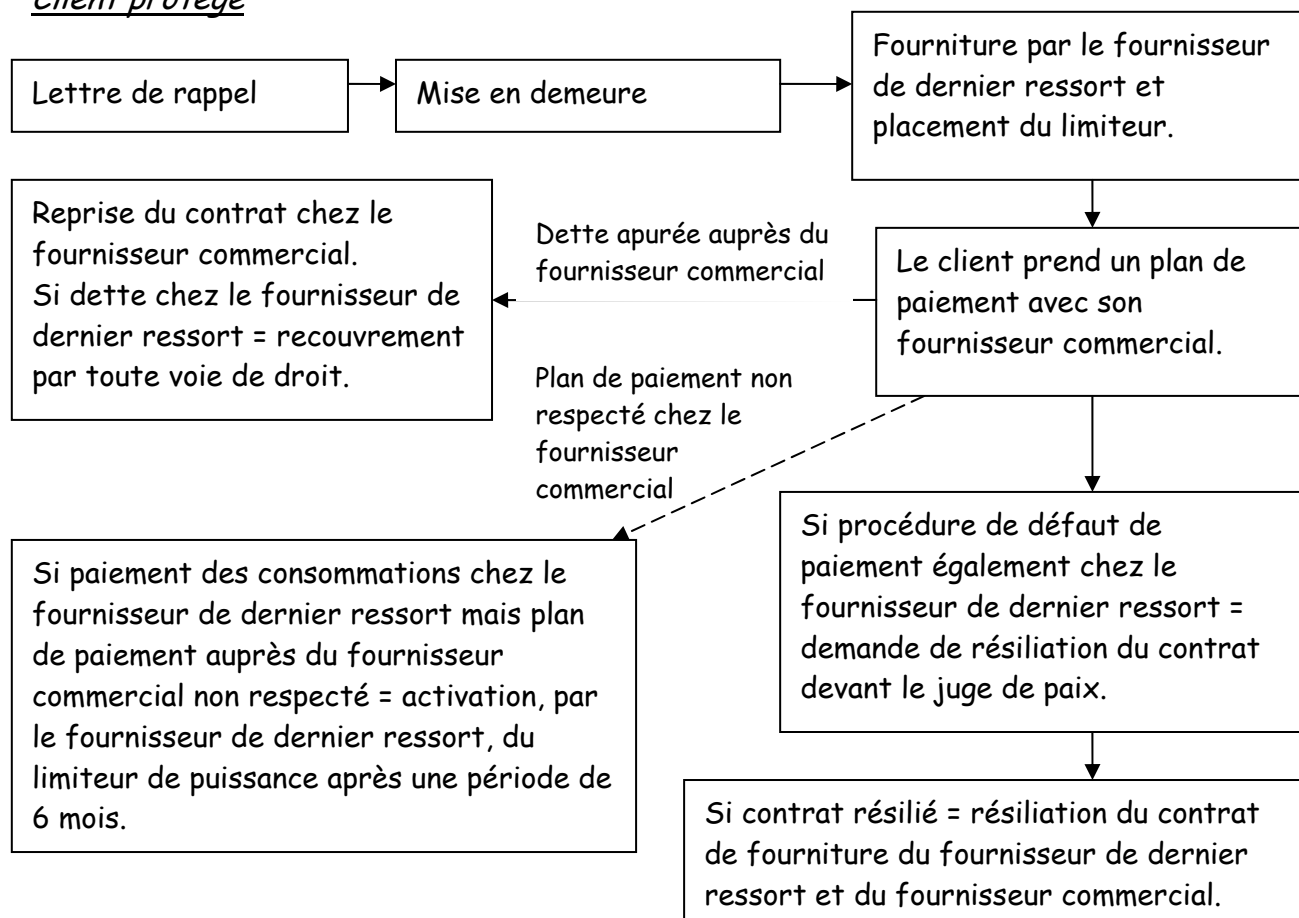 Client protégé
Lettre de rappel
Mise en demeure
Fourniture par le fournisseur
de dernier ressort et
placement du limiteur.
Reprise du contrat chez le
fournisseur commercial.
Si dette chez le fournisseur de
dernier ressort = recouvrement
par toute voie de droit.
Dette apurée auprès du
fournisseur commercial
Le client prend un plan de
paiement avec son
fournisseur commercial.
Plan de paiement non
respecté chez le
fournisseur
commercial
Si procédure de défaut de
paiement également chez le
fournisseur de dernier ressort =
demande de résiliation du contrat
devant le juge de paix.
Si paiement des consommations chez le
fournisseur de dernier ressort mais plan
de paiement auprès du fournisseur
commercial non respecté = activation, par
le fournisseur de dernier ressort, du
limiteur de puissance après une période de
6 mois.
Si contrat résilié = résiliation du contrat
de fourniture du fournisseur de dernier
ressort et du fournisseur commercial.